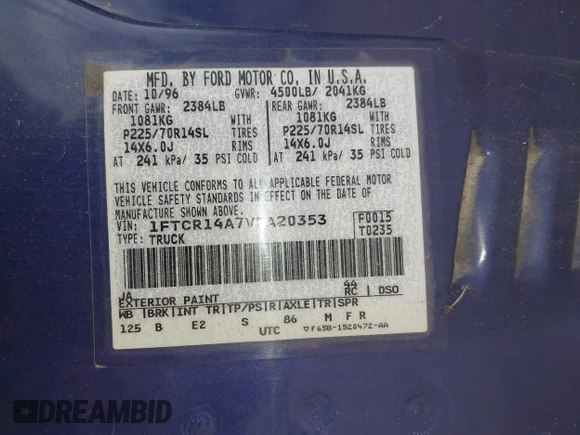 MFD. BY FORD MOTOR CO. IN U.S.A.
DATE: 10/96 GVWR: 4500LB/ 2041KG
FRONT GAWR: 2384LB REAR GAWR: 2384LB
1081KG WITH 1081KG WITH
P225/70R14SL TIRES P225/70R14SL TIRES
14X6.0J RIMS 14X6.0J RIMS
AT 241 kPa/ 35 PSI COLD AT 241 kPa/ 35 PSI COLD
THIS VEHICLE CONFORMS TO ALL APPLICABLE FEDERAL MOTOR
VEHICLE SAFETY STANDARDS IN EFFECT ON THE DATE OF
MANUFACTURE SHOWN ABOVE.
VIN: F0015
TYPE: TRUCK T0235
JA 44
EXTERIOR PAINT RC DSO
WB BRK INT TR TP/PS R AXLE TR SPR
125 B E2 S 86 M F R
UTC F65B-1520472-AA
DREAMBID